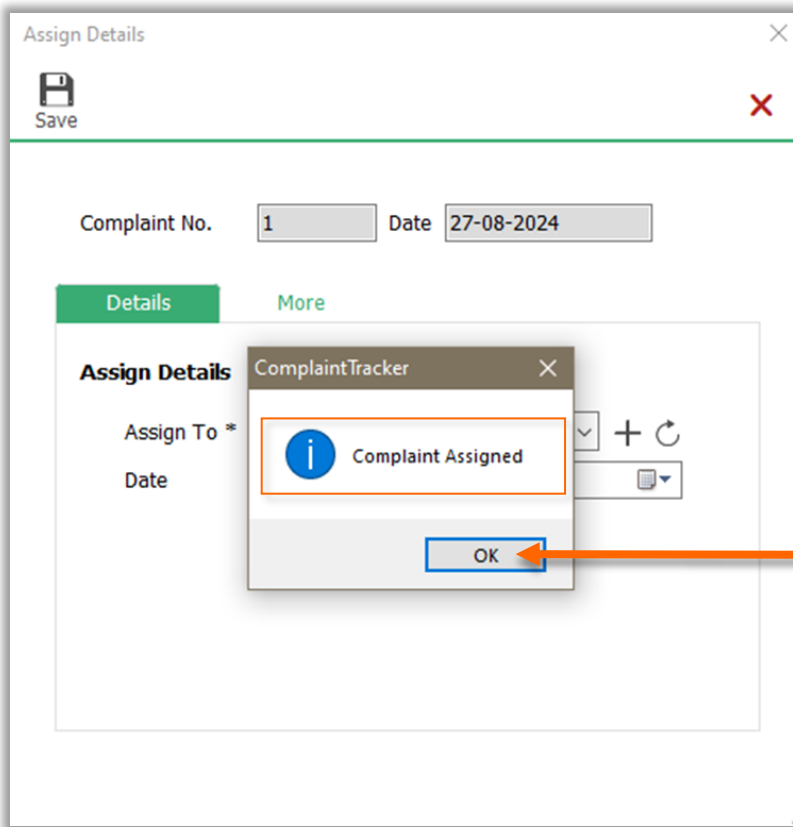 Assign Details
Save
Complaint No. 1 Date 27-08-2024
Details More
Assign Details
ComplaintTracker
Assign To *
Complaint Assigned
Date
OK